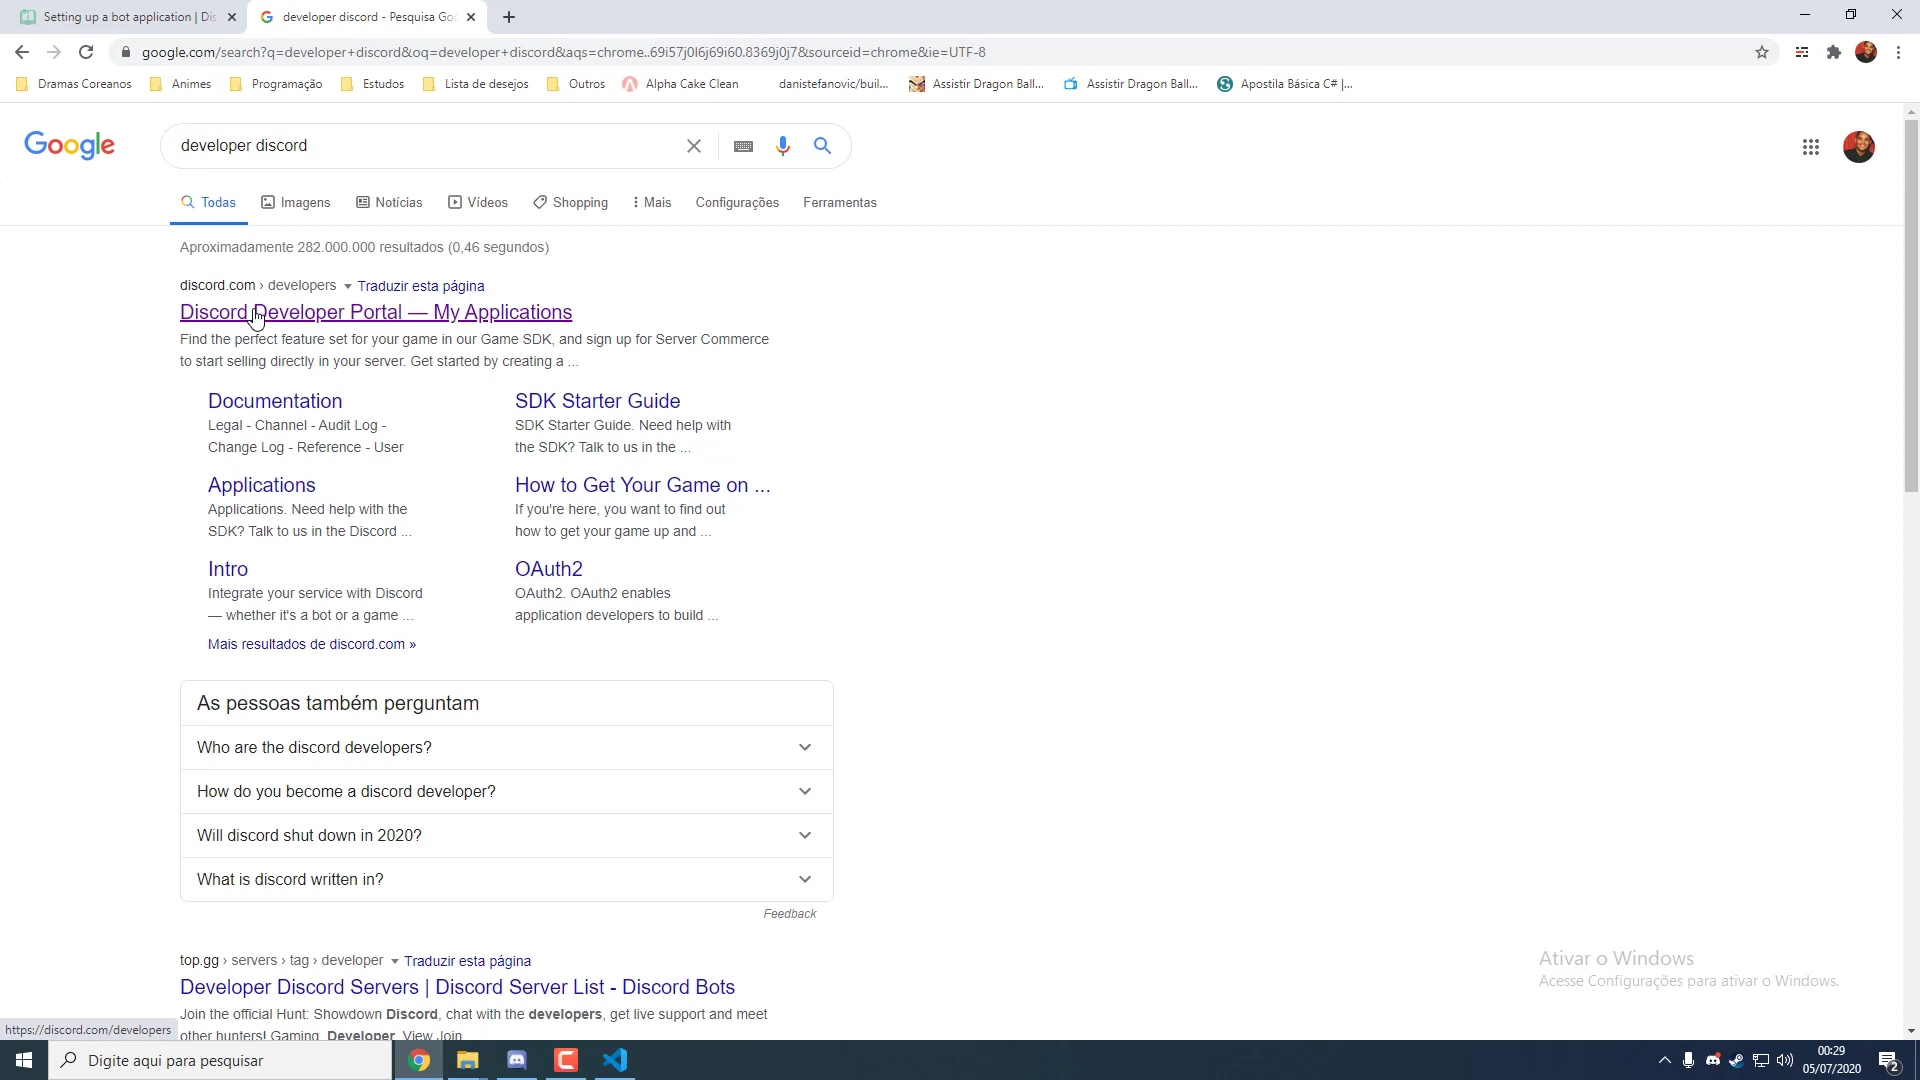 Setting up a bot application | Dis
developer discord - Pesquisa Goo
google.com/search?q=developer+discord&oq=developer+discord&aqs=chrome..69i57j0l6j69i60.8369j0j7&sourceid=chrome&ie=UTF-8
Dramas Coreanos Animes Programação Estudos Lista de desejos Outros Alpha Cake Clean danistefanovic/buil... Assistir Dragon Ball... Assistir Dragon Ball... Apostila Básica C# |...
Google
developer discord
Todas Imagens Notícias Vídeos Shopping Mais Configurações Ferramentas
Aproximadamente 282.000.000 resultados (0,46 segundos)
discord.com › developers Traduzir esta página
Discord Developer Portal — My Applications
Find the perfect feature set for your game in our Game SDK, and sign up for Server Commerce
to start selling directly in your server. Get started by creating a ...
Documentation
Legal - Channel - Audit Log -
Change Log - Reference - User
SDK Starter Guide
SDK Starter Guide. Need help with
the SDK? Talk to us in the ...
Applications
Applications. Need help with the
SDK? Talk to us in the Discord ...
How to Get Your Game on ...
If you're here, you want to find out
how to get your game up and ...
Intro
Integrate your service with Discord
— whether it's a bot or a game ...
OAuth2
OAuth2. OAuth2 enables
application developers to build ...
Mais resultados de discord.com »
As pessoas também perguntam
Who are the discord developers?
How do you become a discord developer?
Will discord shut down in 2020?
What is discord written in?
Feedback
top.gg › servers › tag › developer Traduzir esta página
Developer Discord Servers | Discord Server List - Discord Bots
Join the official Hunt: Showdown Discord, chat with the developers, get live support and meet
other hunters! Gaming. Developer. View Join
Ativar o Windows
Acesse Configurações para ativar o Windows.
https://discord.com/developers
Digite aqui para pesquisar
00:29
05/07/2020
2